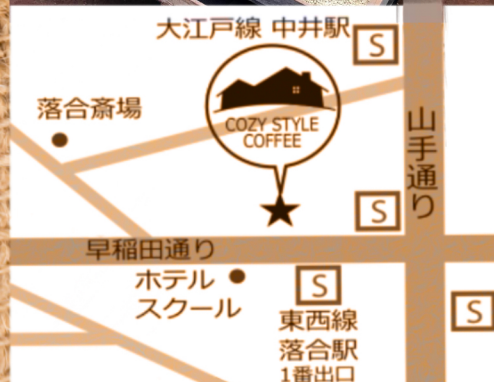 大江戸線 中井駅
S
落合斎場
COZY STYLE
COFFEE
山手通り
S
早稲田通り
ホテル
スクール
S
東西線
落合駅
1番出口
S